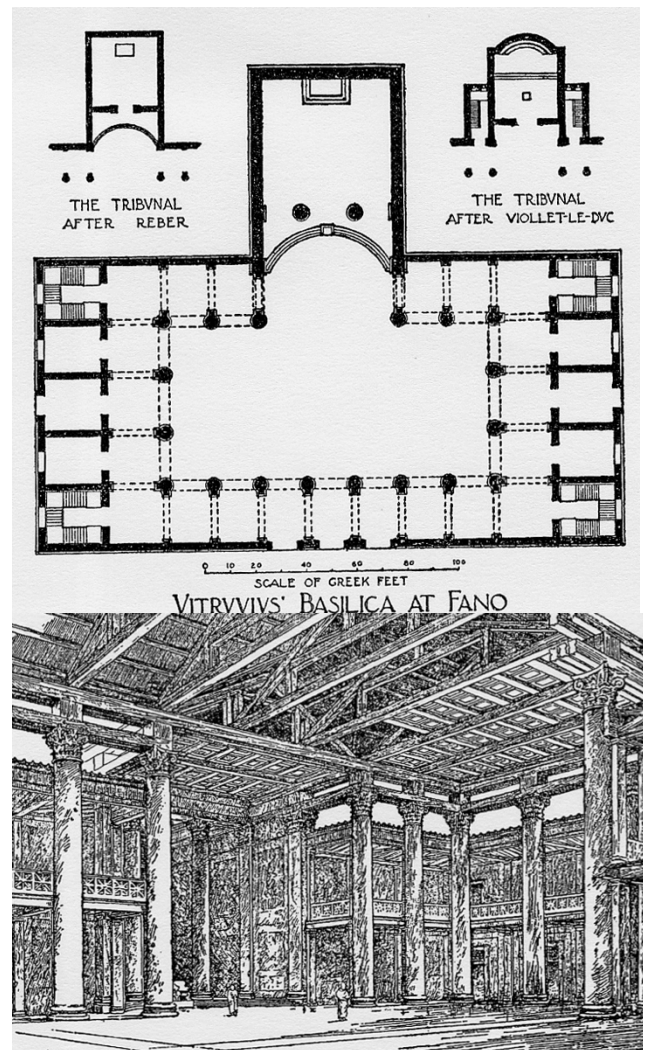 THE TRIBVNAL
AFTER REBER
THE TRIBVNAL
AFTER VIOLLET-LE-DVC
0 10 20 40 60 80 100
SCALE OF GREEK FEET
VITRVVIVS' BASILICA AT FANO